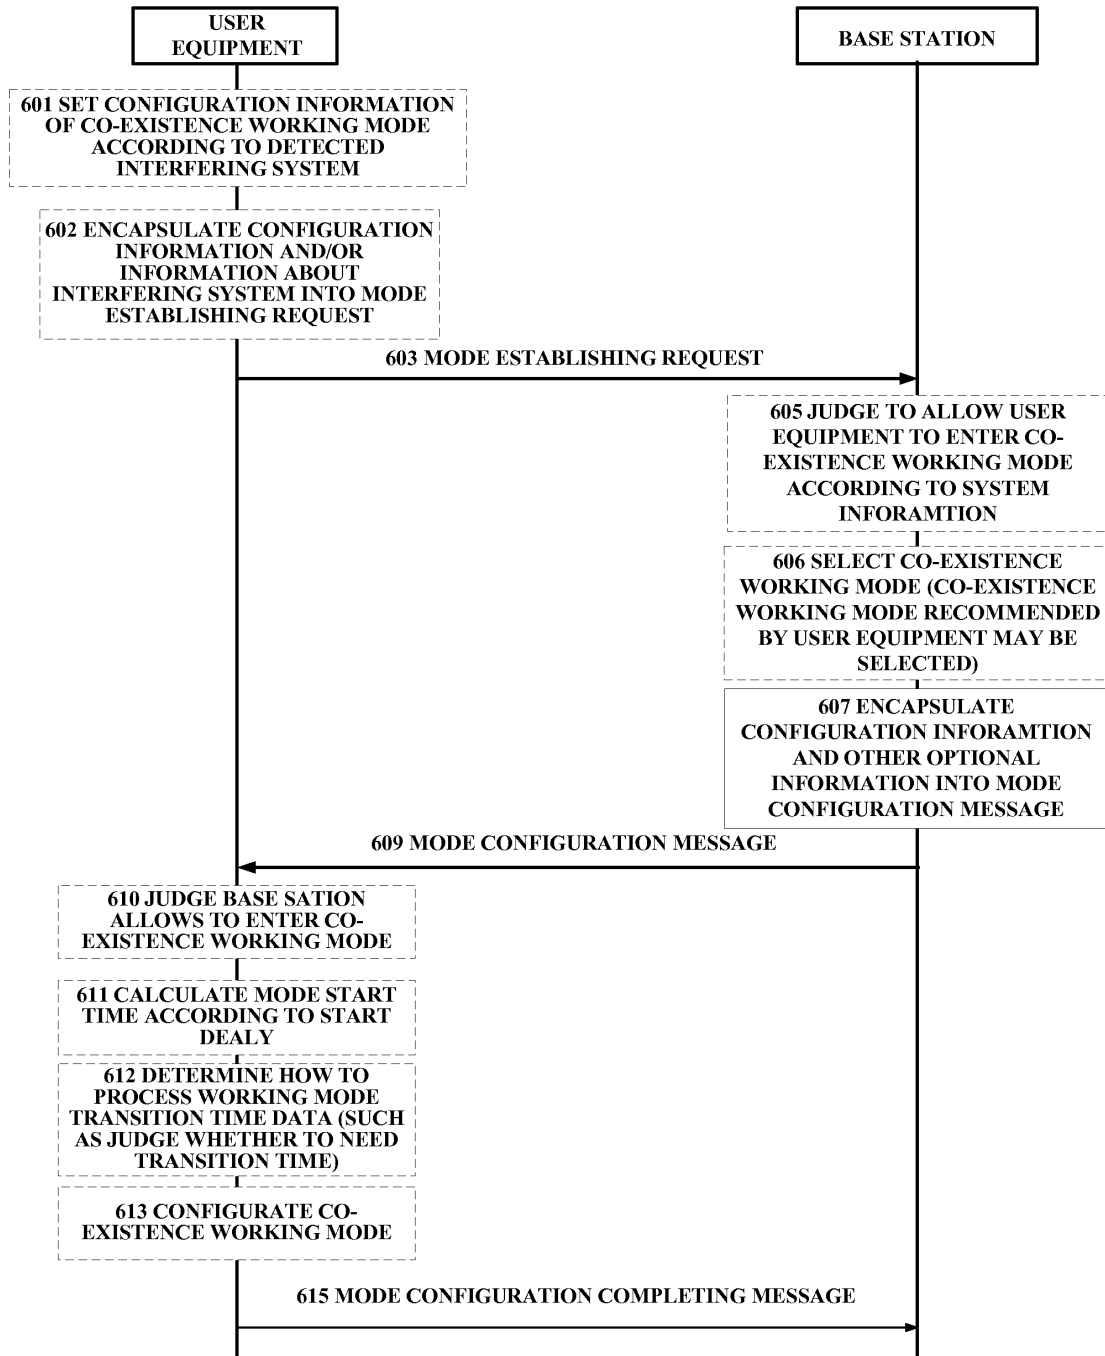 USER
EQUIPMENT
BASE STATION
601 SET CONFIGURATION INFORMATION
OF CO-EXISTENCE WORKING MODE
ACCORDING TO DETECTED
INTERFERING SYSTEM
602 ENCAPSULATE CONFIGURATION
INFORMATION AND/OR
INFORMATION ABOUT
INTERFERING SYSTEM INTO MODE
ESTABLISHING REQUEST
603 MODE ESTABLISHING REQUEST
605 JUDGE TO ALLOW USER
EQUIPMENT TO ENTER CO-
EXISTENCE WORKING MODE
ACCORDING TO SYSTEM
INFORAMTION
606 SELECT CO-EXISTENCE
WORKING MODE (CO-EXISTENCE
WORKING MODE RECOMMENDED
BY USER EQUIPMENT MAY BE
SELECTED)
607 ENCAPSULATE
CONFIGURATION INFORAMTION
AND OTHER OPTIONAL
INFORMATION INTO MODE
CONFIGURATION MESSAGE
609 MODE CONFIGURATION MESSAGE
610 JUDGE BASE SATION
ALLOWS TO ENTER CO-
EXISTENCE WORKING MODE
611 CALCULATE MODE START
TIME ACCORDING TO START
DEALY
612 DETERMINE HOW TO
PROCESS WORKING MODE
TRANSITION TIME DATA (SUCH
AS JUDGE WHETHER TO NEED
TRANSITION TIME)
613 CONFIGURATE CO-
EXISTENCE WORKING MODE
615 MODE CONFIGURATION COMPLETING MESSAGE